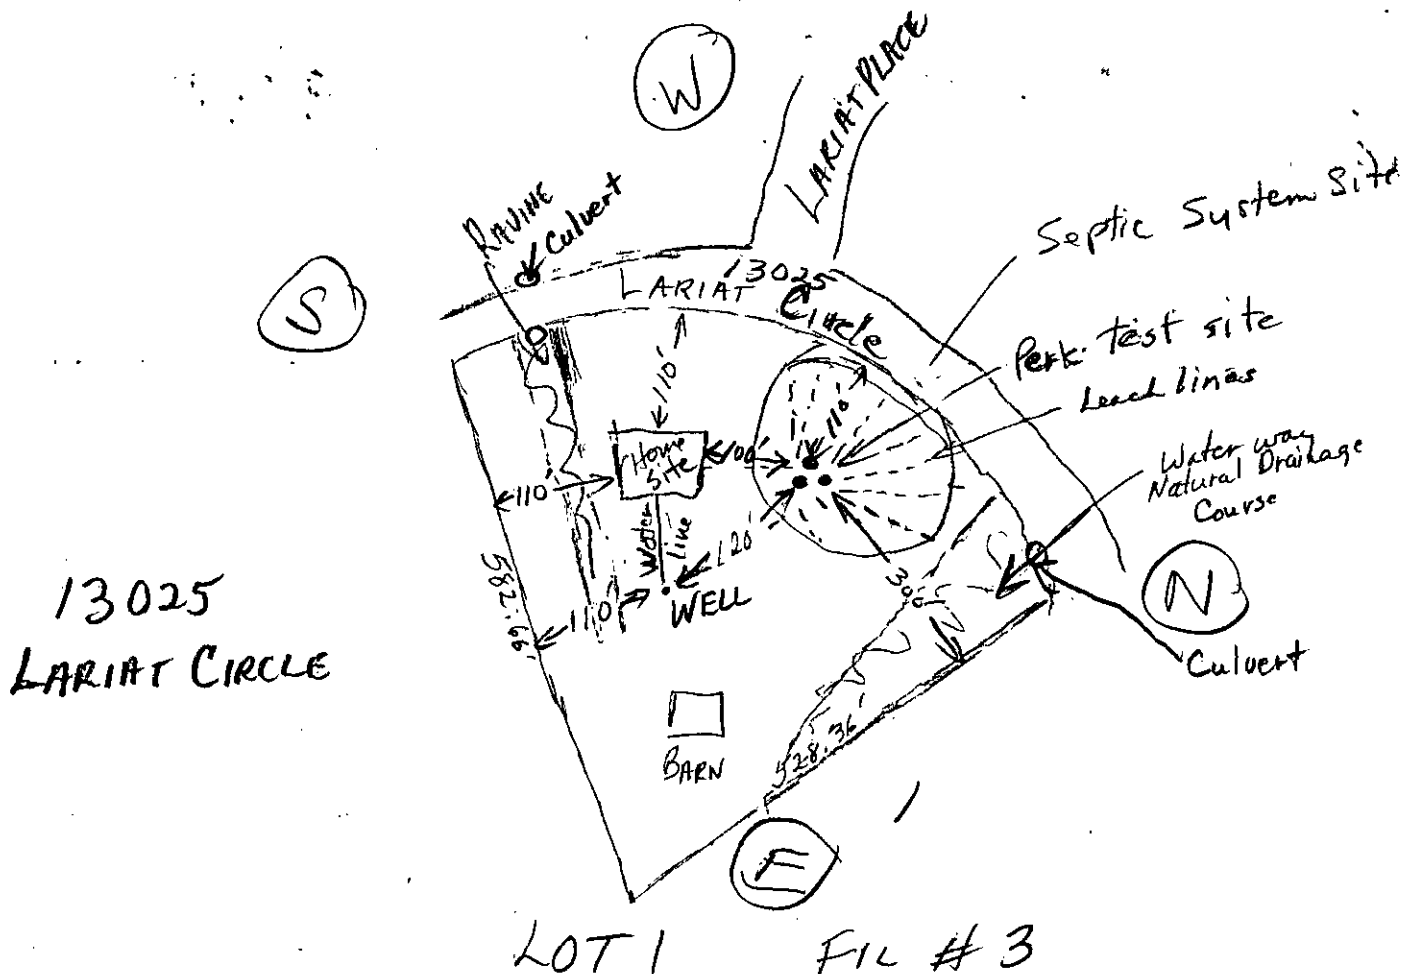 W
LARIAT PLACE
RAVINE
Culvert
Septic System Site
S
13025
LARIAT Circle
Perk test site
Leach lines
Water way
Natural Drainage
Course
110'
110'
Home
Site
100'
110'
Water
line
120'
300'
582.66'
110'
WELL
N
Culvert
13025
LARIAT CIRCLE
BARN
528.36'
E
LOT 1 FIL # 3